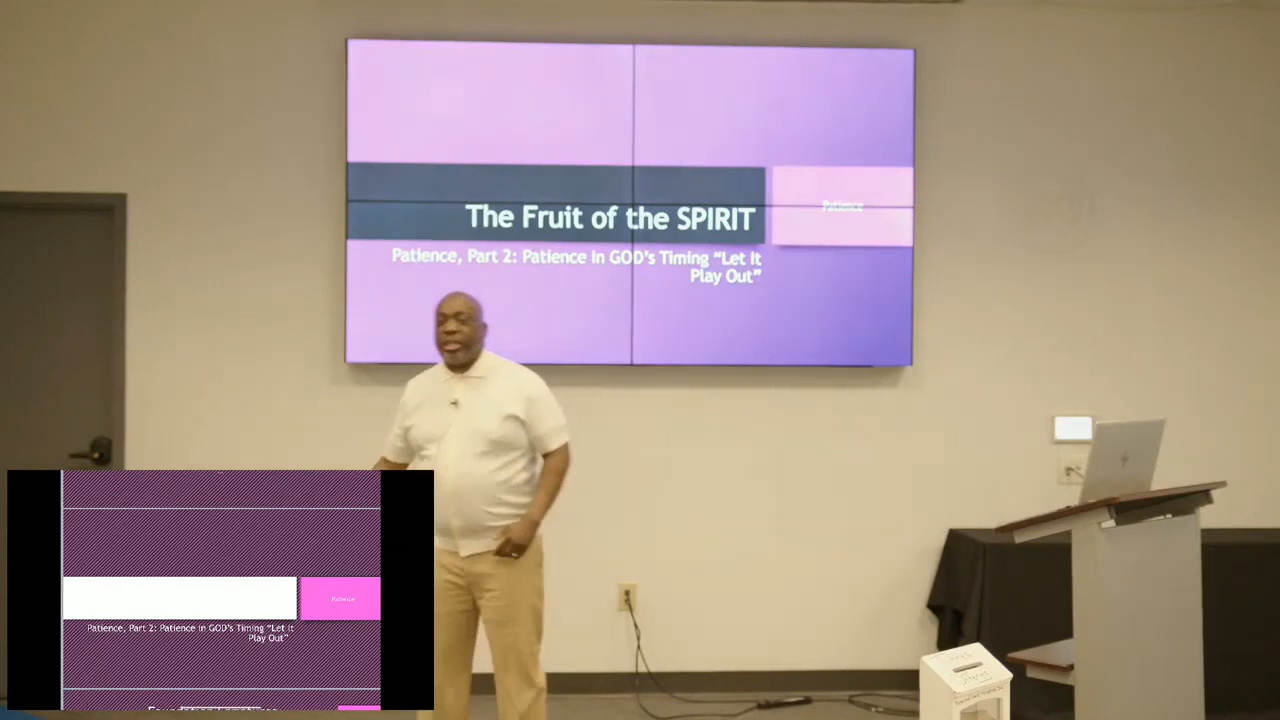 The Fruit of the SPIRIT
Patience
Patience, Part 2: Patience in GOD's Timing “Let It
Play Out”
Patience
Patience, Part 2: Patience in GOD's Timing “Let It
Play Out”